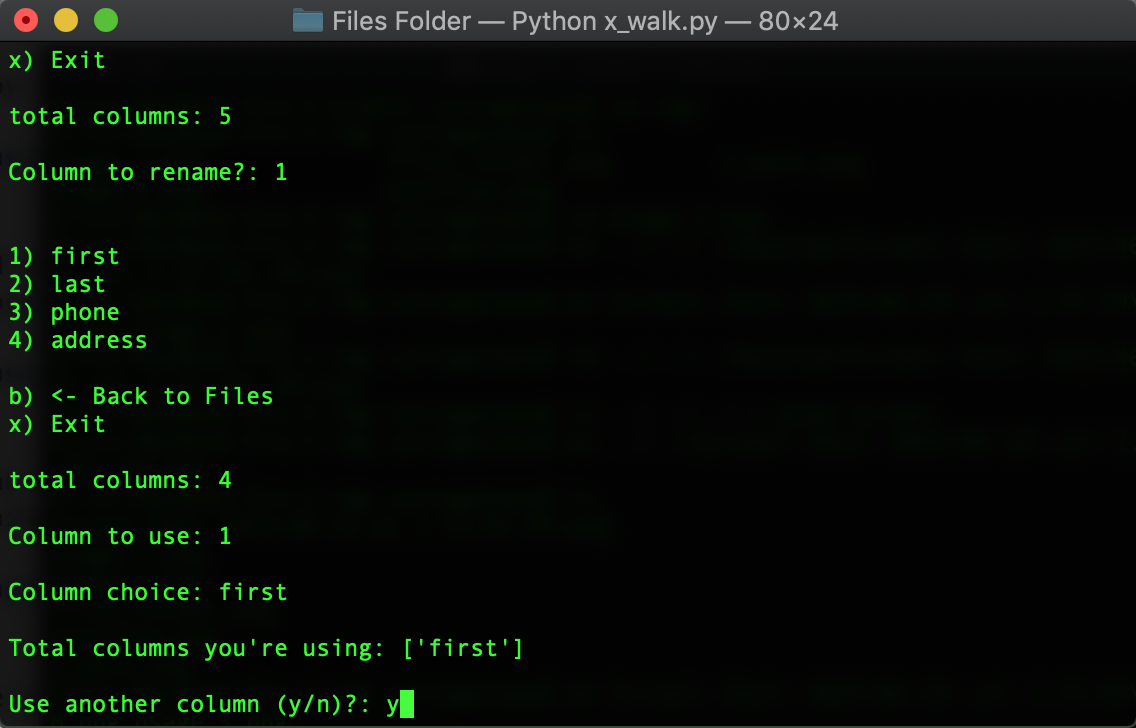 Files Folder — Python x_walk.py — 80×24
x) Exit
total columns: 5
Column to rename?: 1
1) first
2) last
3) phone
4) address
b) <- Back to Files
x) Exit
total columns: 4
Column to use: 1
Column choice: first
Total columns you're using: ['first']
Use another column (y/n)?: y